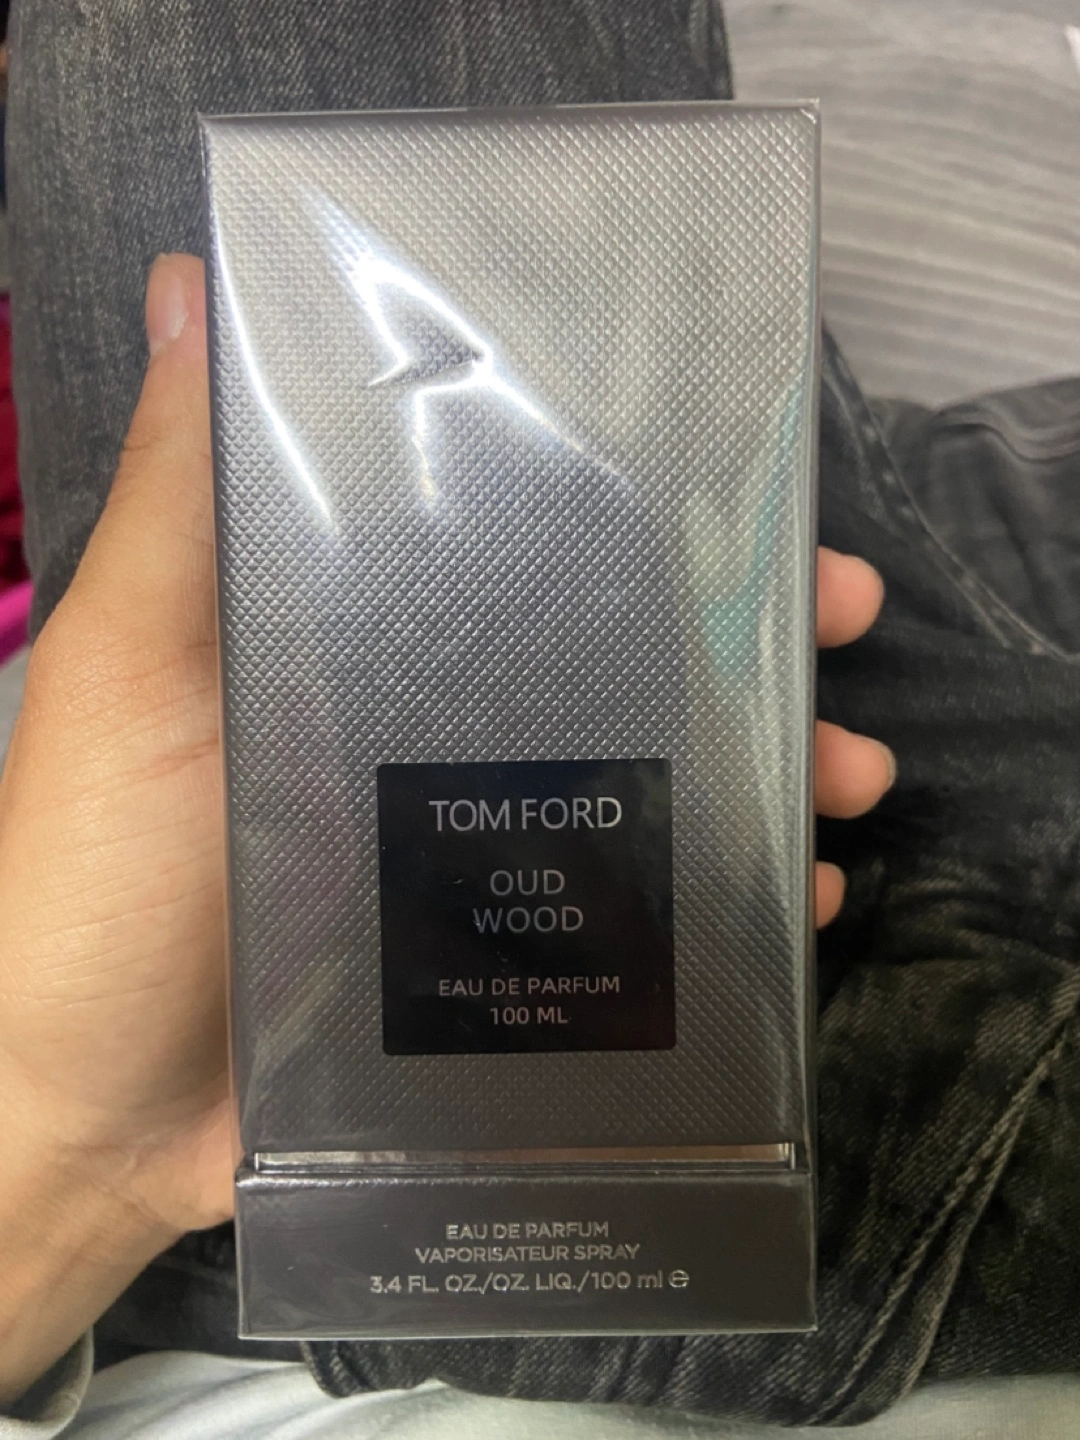 TOM FORD
OUD
WOOD
EAU DE PARFUM
100 ML
EAU DE PARFUM
VAPORISATEUR SPRAY
3.4 FL. OZ./OZ. LIQ./100 ml ℮